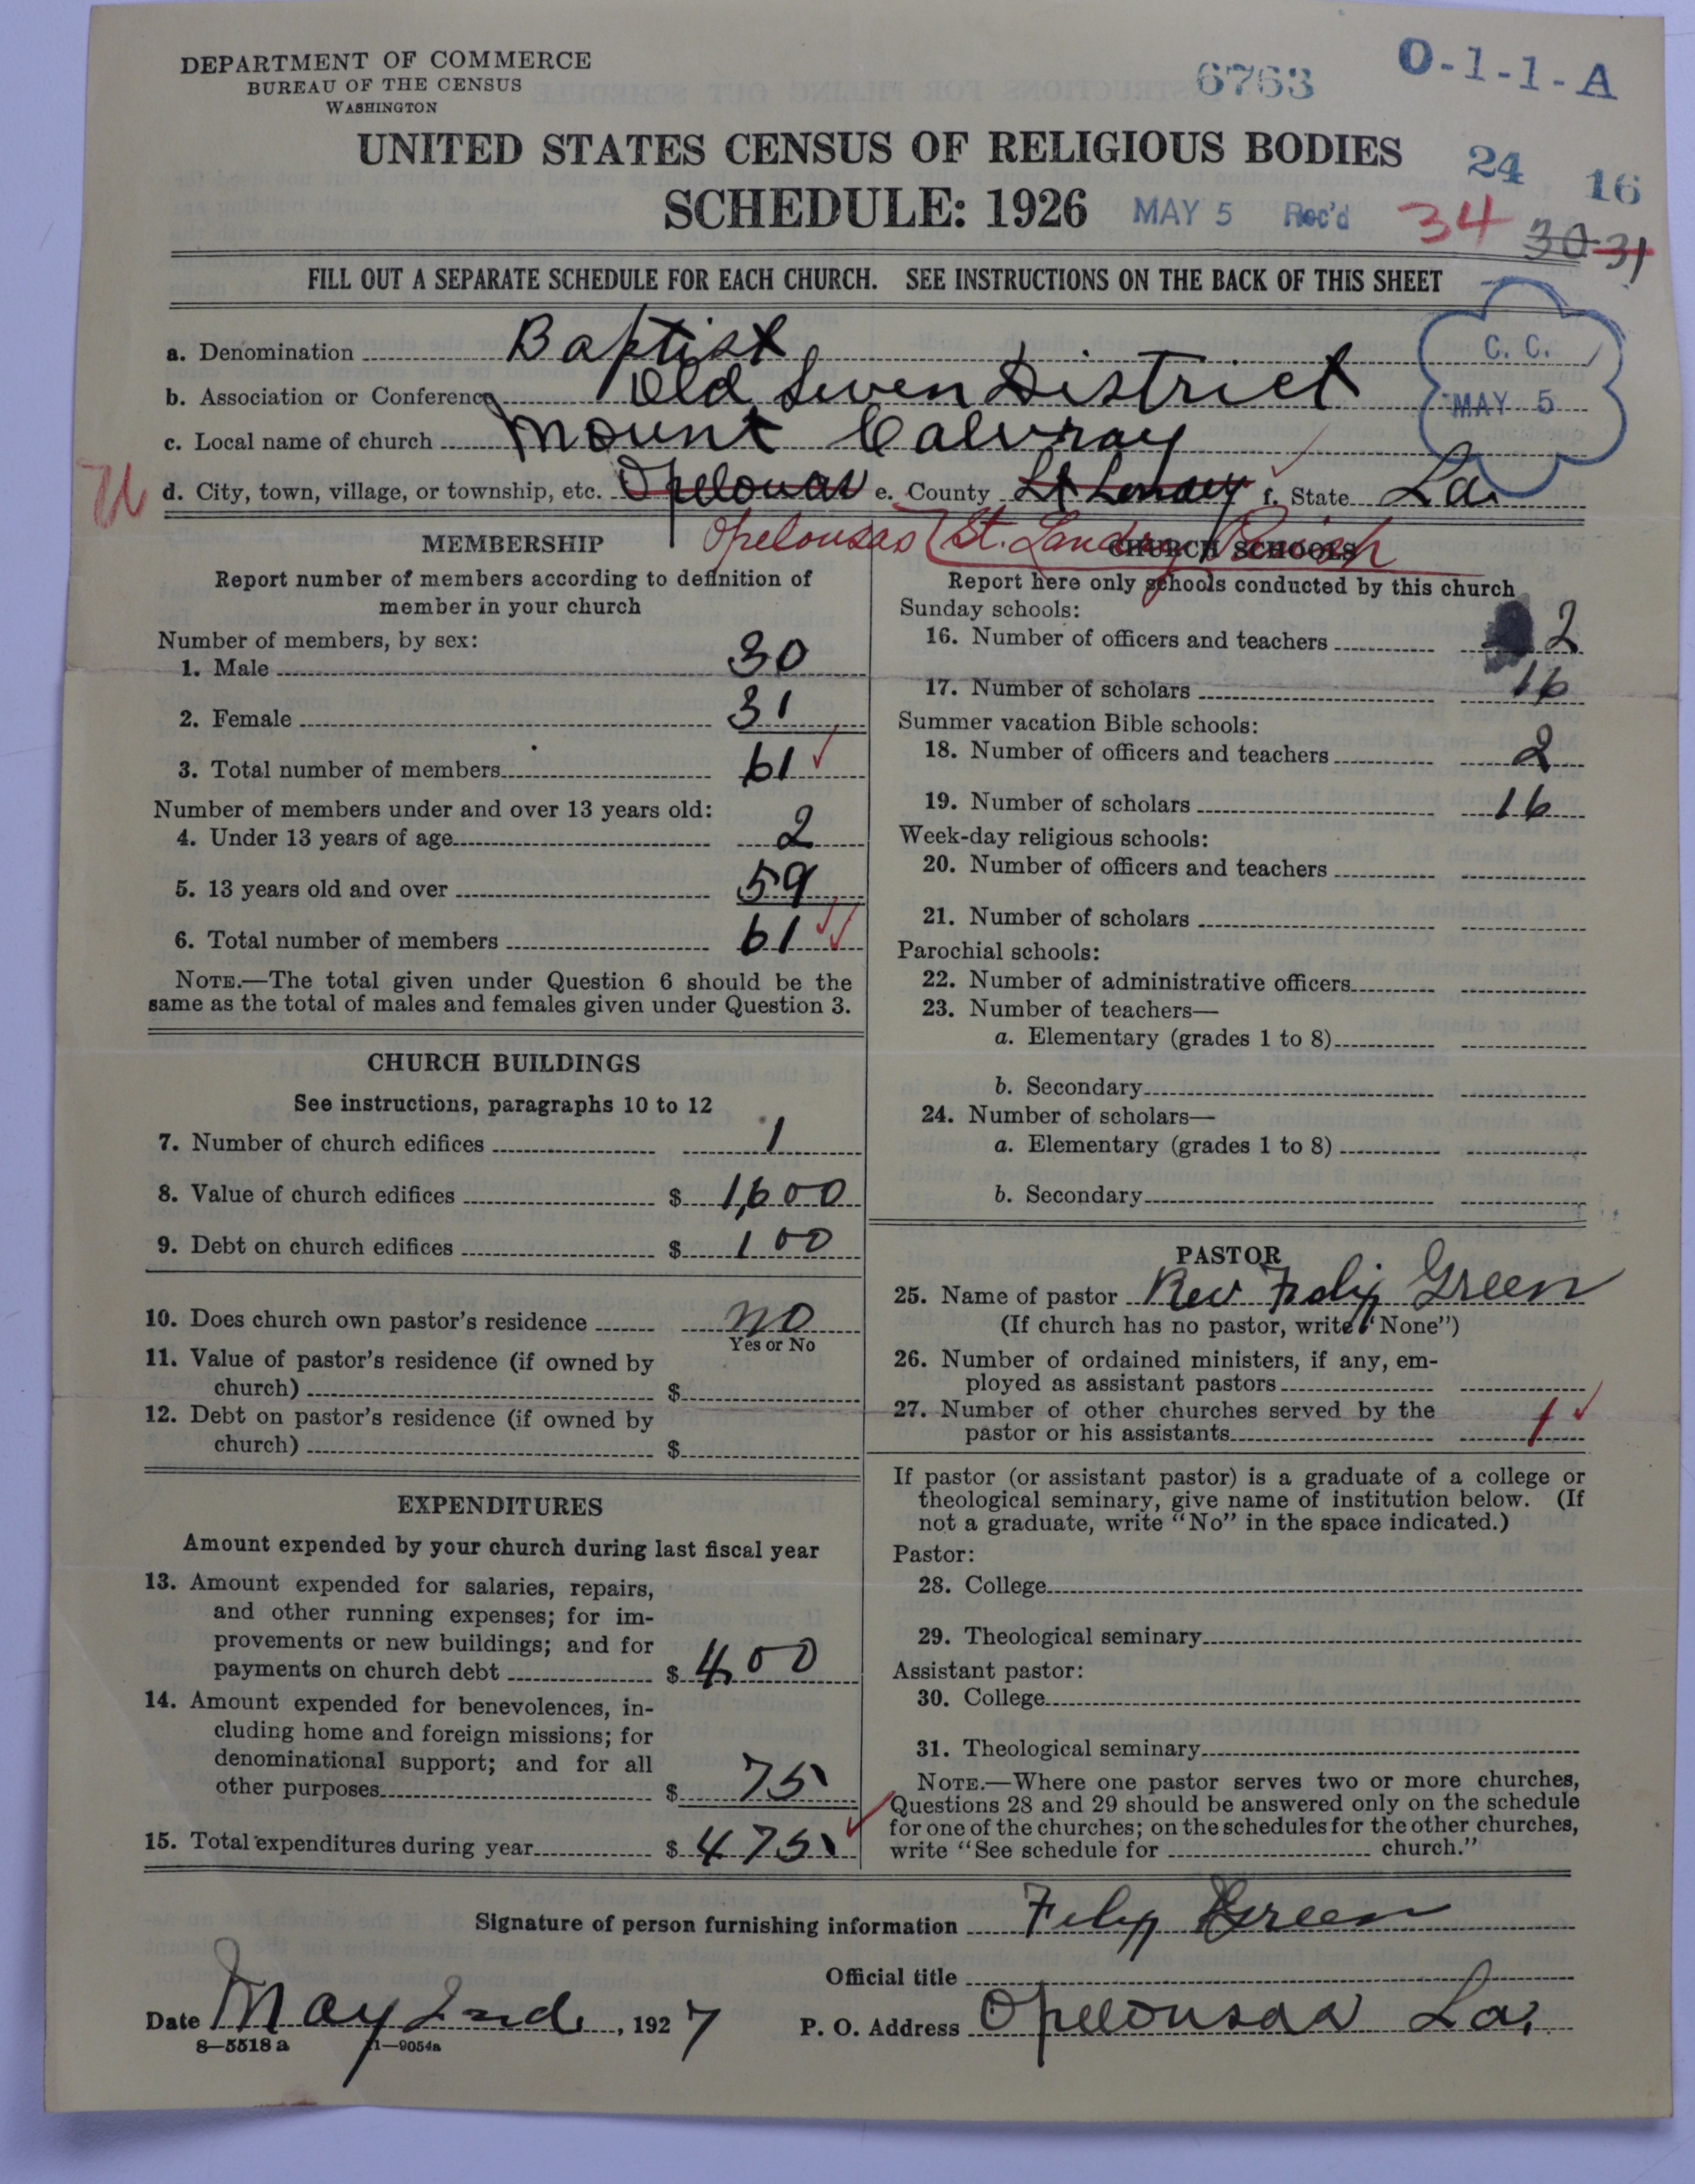 DEPARTMENT OF COMMERCE
BUREAU OF THE CENSUS
WASHINGTON
6763
O-1-1-A
UNITED STATES CENSUS OF RELIGIOUS BODIES
24
16
SCHEDULE: 1926 MAY 5 Rec'd
34 30 31
FILL OUT A SEPARATE SCHEDULE FOR EACH CHURCH. SEE INSTRUCTIONS ON THE BACK OF THIS SHEET
C. C.
MAY 5
a. Denomination Baptist
b. Association or Conference Old Seven District
c. Local name of church Mount Calvray
U d. City, town, village, or township, etc. Opelouas e. County St Landry f. State La.
Opelousas (St. Landry Parish
MEMBERSHIP
Report number of members according to definition of
member in your church
Number of members, by sex:
1. Male 30
2. Female 31
3. Total number of members 61
Number of members under and over 13 years old:
4. Under 13 years of age 2
5. 13 years old and over 59
6. Total number of members 61
NOTE.—The total given under Question 6 should be the
same as the total of males and females given under Question 3.
CHURCH BUILDINGS
See instructions, paragraphs 10 to 12
7. Number of church edifices 1
8. Value of church edifices $ 1,600
9. Debt on church edifices $ 100
10. Does church own pastor's residence no
Yes or No
11. Value of pastor's residence (if owned by
church) $
12. Debt on pastor's residence (if owned by
church) $
EXPENDITURES
Amount expended by your church during last fiscal year
13. Amount expended for salaries, repairs,
and other running expenses; for im-
provements or new buildings; and for
payments on church debt $ 400
14. Amount expended for benevolences, in-
cluding home and foreign missions; for
denominational support; and for all
other purposes $ 75
15. Total expenditures during year $ 475
CHURCH SCHOOLS
Report here only schools conducted by this church
Sunday schools:
16. Number of officers and teachers 2
17. Number of scholars 16
Summer vacation Bible schools:
18. Number of officers and teachers 2
19. Number of scholars 16
Week-day religious schools:
20. Number of officers and teachers
21. Number of scholars
Parochial schools:
22. Number of administrative officers
23. Number of teachers—
a. Elementary (grades 1 to 8)
b. Secondary
24. Number of scholars—
a. Elementary (grades 1 to 8)
b. Secondary
PASTOR
25. Name of pastor Rev Green
(If church has no pastor, write "None")
26. Number of ordained ministers, if any, em-
ployed as assistant pastors
27. Number of other churches served by the
pastor or his assistants 1
If pastor (or assistant pastor) is a graduate of a college or
theological seminary, give name of institution below. (If
not a graduate, write "No" in the space indicated.)
Pastor:
28. College
29. Theological seminary
Assistant pastor:
30. College
31. Theological seminary
NOTE.—Where one pastor serves two or more churches,
Questions 28 and 29 should be answered only on the schedule
for one of the churches; on the schedules for the other churches,
write "See schedule for church."
Signature of person furnishing information Green
Official title
Date May 2nd, 1927 P. O. Address Opelousas La.
8—5518 a 11—9054a